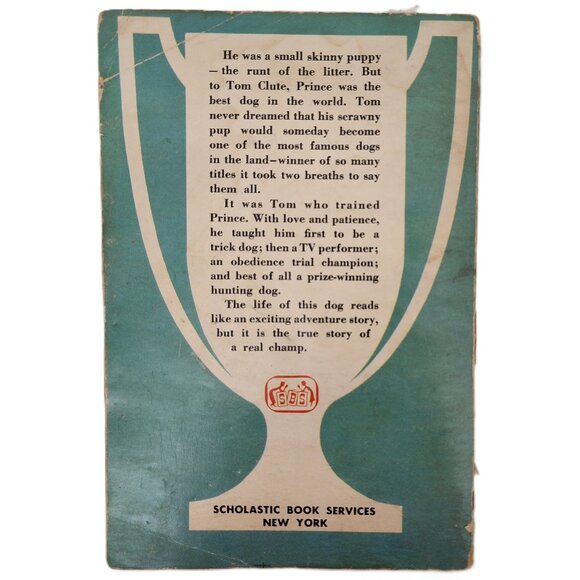 He was a small skinny puppy
—the runt of the litter. But
to Tom Clute, Prince was the
best dog in the world. Tom
never dreamed that his scrawny
pup would someday become
one of the most famous dogs
in the land—winner of so many
titles it took two breaths to say
them all.
It was Tom who trained
Prince. With love and patience,
he taught him first to be a
trick dog; then a TV performer;
an obedience trial champion;
and best of all a prize-winning
hunting dog.
The life of this dog reads
like an exciting adventure story,
but it is the true story of
a real champ.
SBS
SCHOLASTIC BOOK SERVICES
NEW YORK